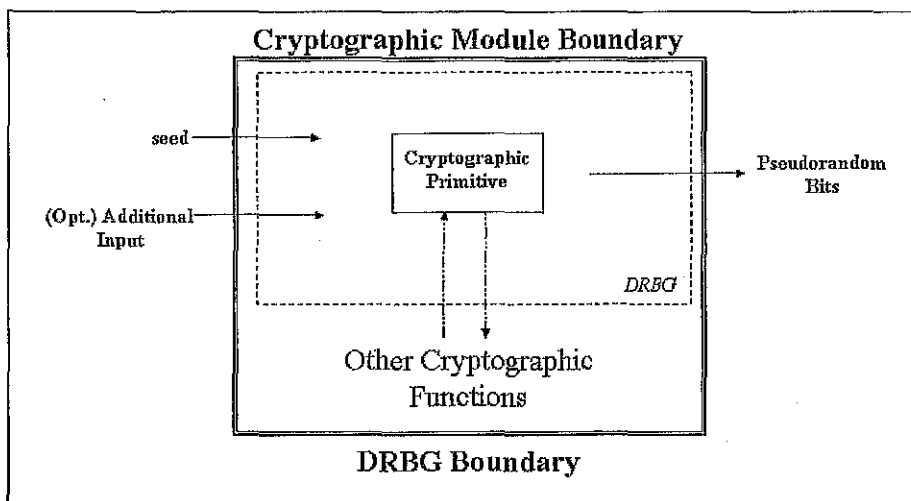 Cryptographic Module Boundary
seed
Cryptographic
Primitive
Pseudorandom
Bits
(Opt.) Additional
Input
DRBG
Other Cryptographic
Functions
DRBG Boundary